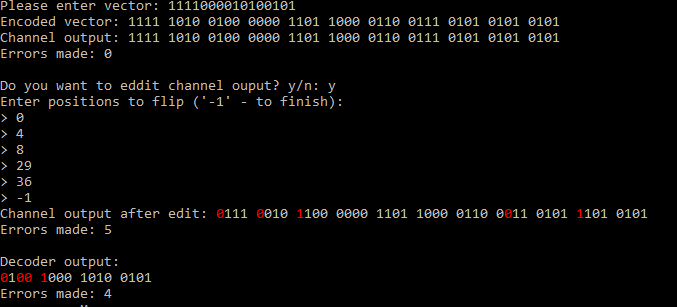 Please enter vector: 1111000010100101
Encoded vector: 1111 1010 0100 0000 1101 1000 0110 0111 0101 0101 0101
Channel output: 1111 1010 0100 0000 1101 1000 0110 0111 0101 0101 0101
Errors made: 0
Do you want to eddit channel ouput? y/n: y
Enter positions to flip ('-1' - to finish):
> 0
> 4
> 8
> 29
> 36
> -1
Channel output after edit: 0111 0010 1100 0000 1101 1000 0110 0011 0101 1101 0101
Errors made: 5
Decoder output:
0100 1000 1010 0101
Errors made: 4